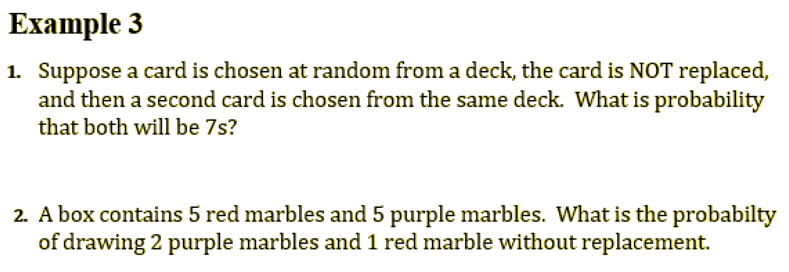 Example 3
1. Suppose a card is chosen at random from a deck, the card is NOT replaced,
and then a second card is chosen from the same deck. What is probability
that both will be 7s?
2. A box contains 5 red marbles and 5 purple marbles. What is the probabilty
of drawing 2 purple marbles and 1 red marble without replacement.